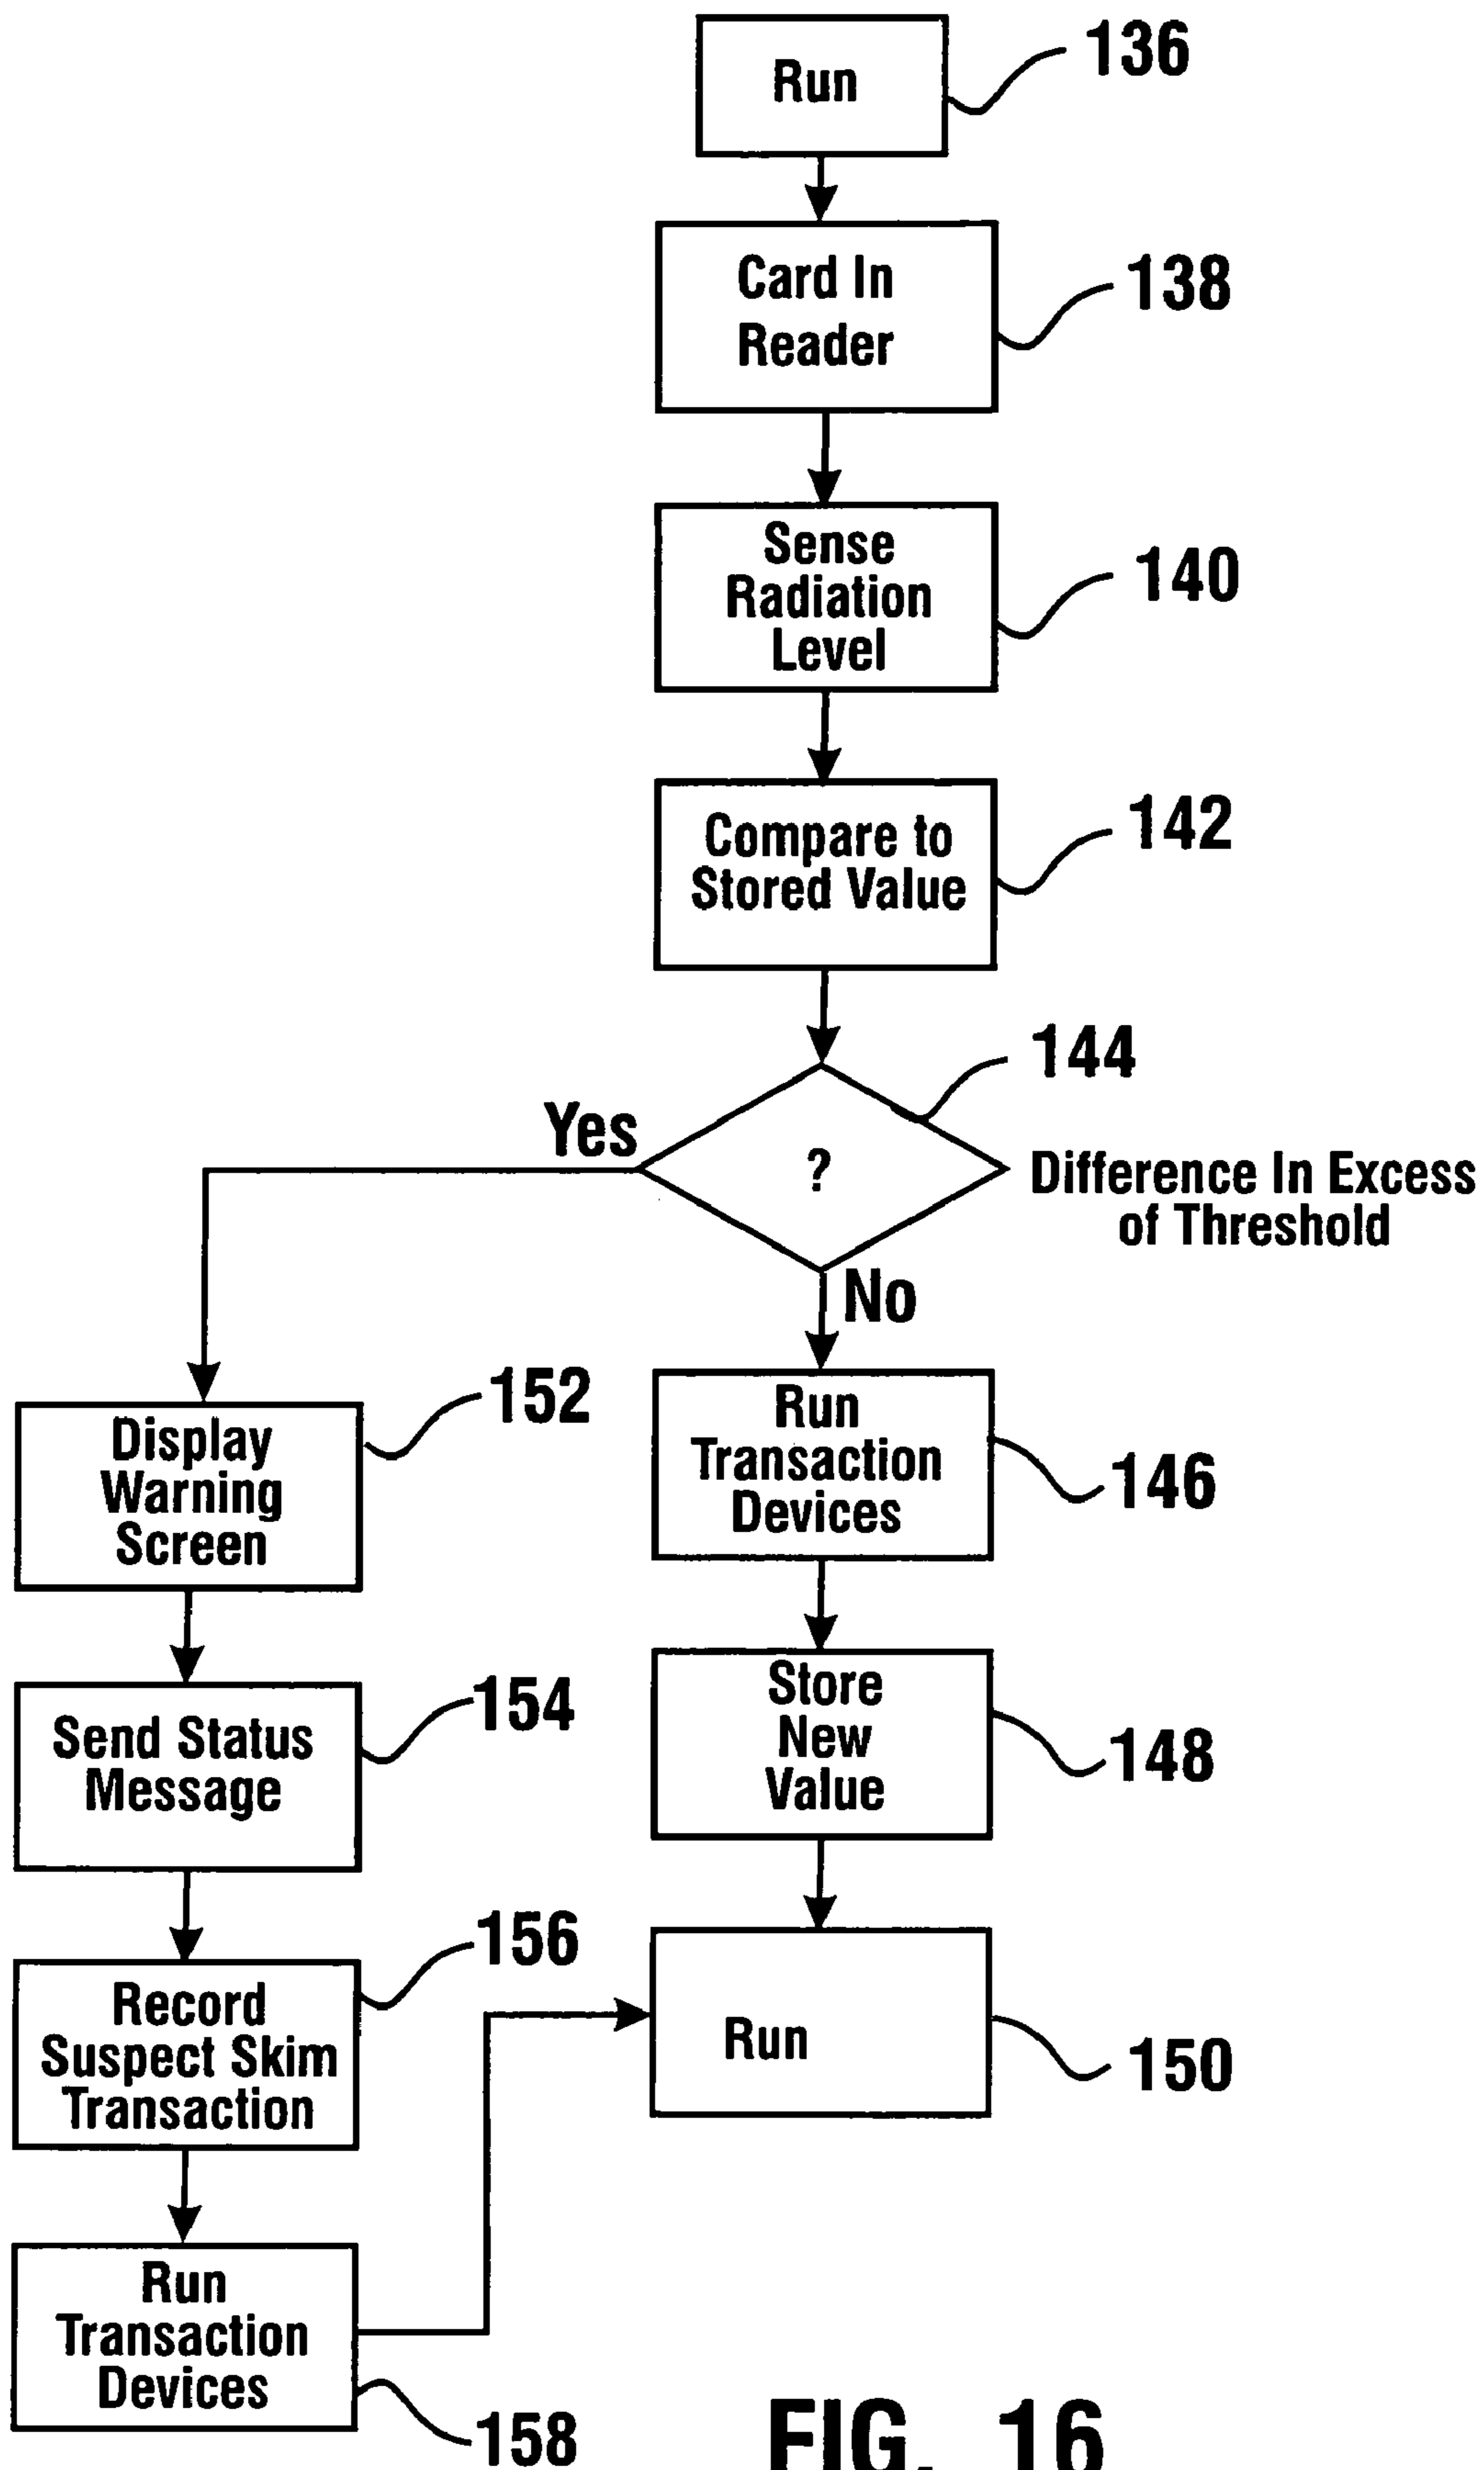 Run
136
Card In
Reader
138
Sense
Radiation
Level
140
Compare to
Stored Value
142
144
Yes
?
Difference In Excess
of Threshold
No
Display
Warning
Screen
152
Run
Transaction
Devices
146
Send Status
Message
154
Store
New
Value
148
Record
Suspect Skim
Transaction
156
Run
150
Run
Transaction
Devices
158
FIG. 16